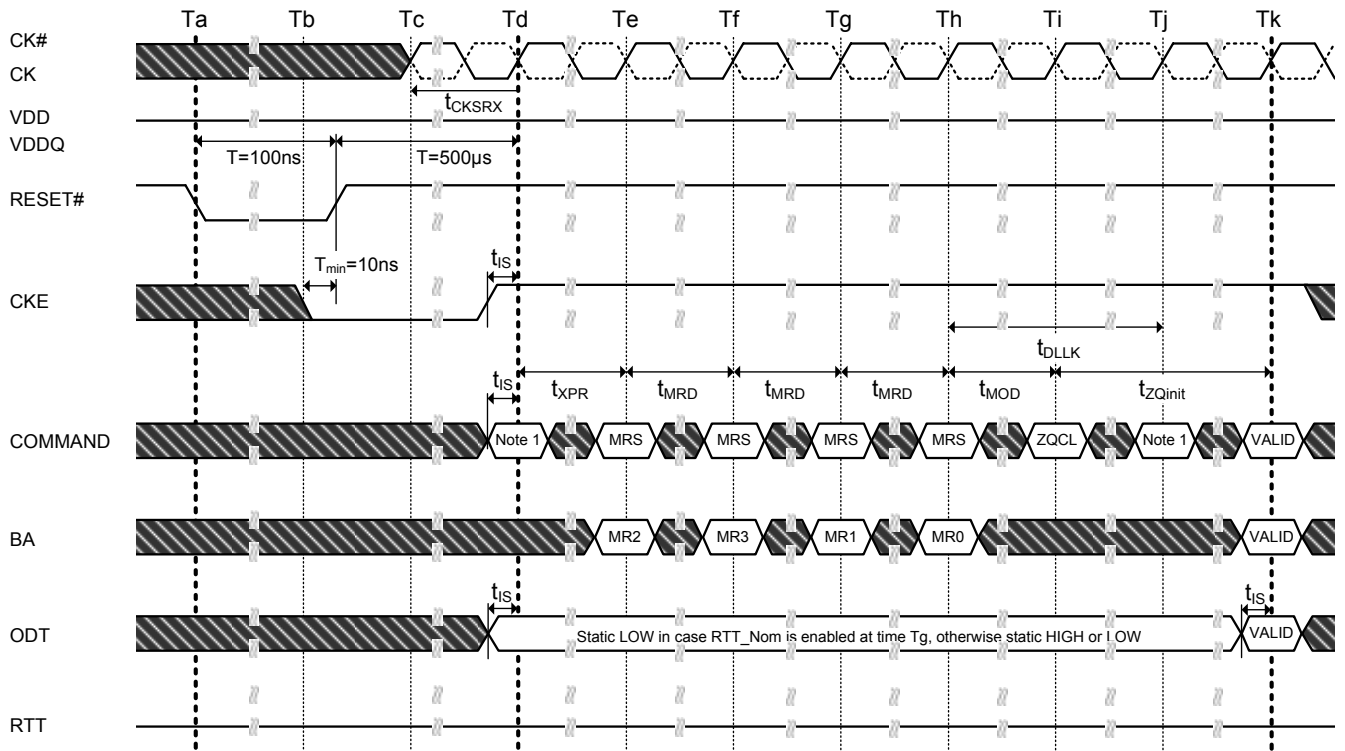 Ta Tb Tc Td Te Tf Tg Th Ti Tj Tk
CK#
CK
tCKSRX
VDD
VDDQ
T=100ns T=500µs
RESET#
Tmin=10ns tIS
CKE
tDLLK
tIS tXPR tMRD tMRD tMRD tMOD tZQinit
COMMAND Note 1 MRS MRS MRS MRS ZQCL Note 1 VALID
BA MR2 MR3 MR1 MR0 VALID
tIS tIS
ODT Static LOW in case RTT_Nom is enabled at time Tg, otherwise static HIGH or LOW VALID
RTT